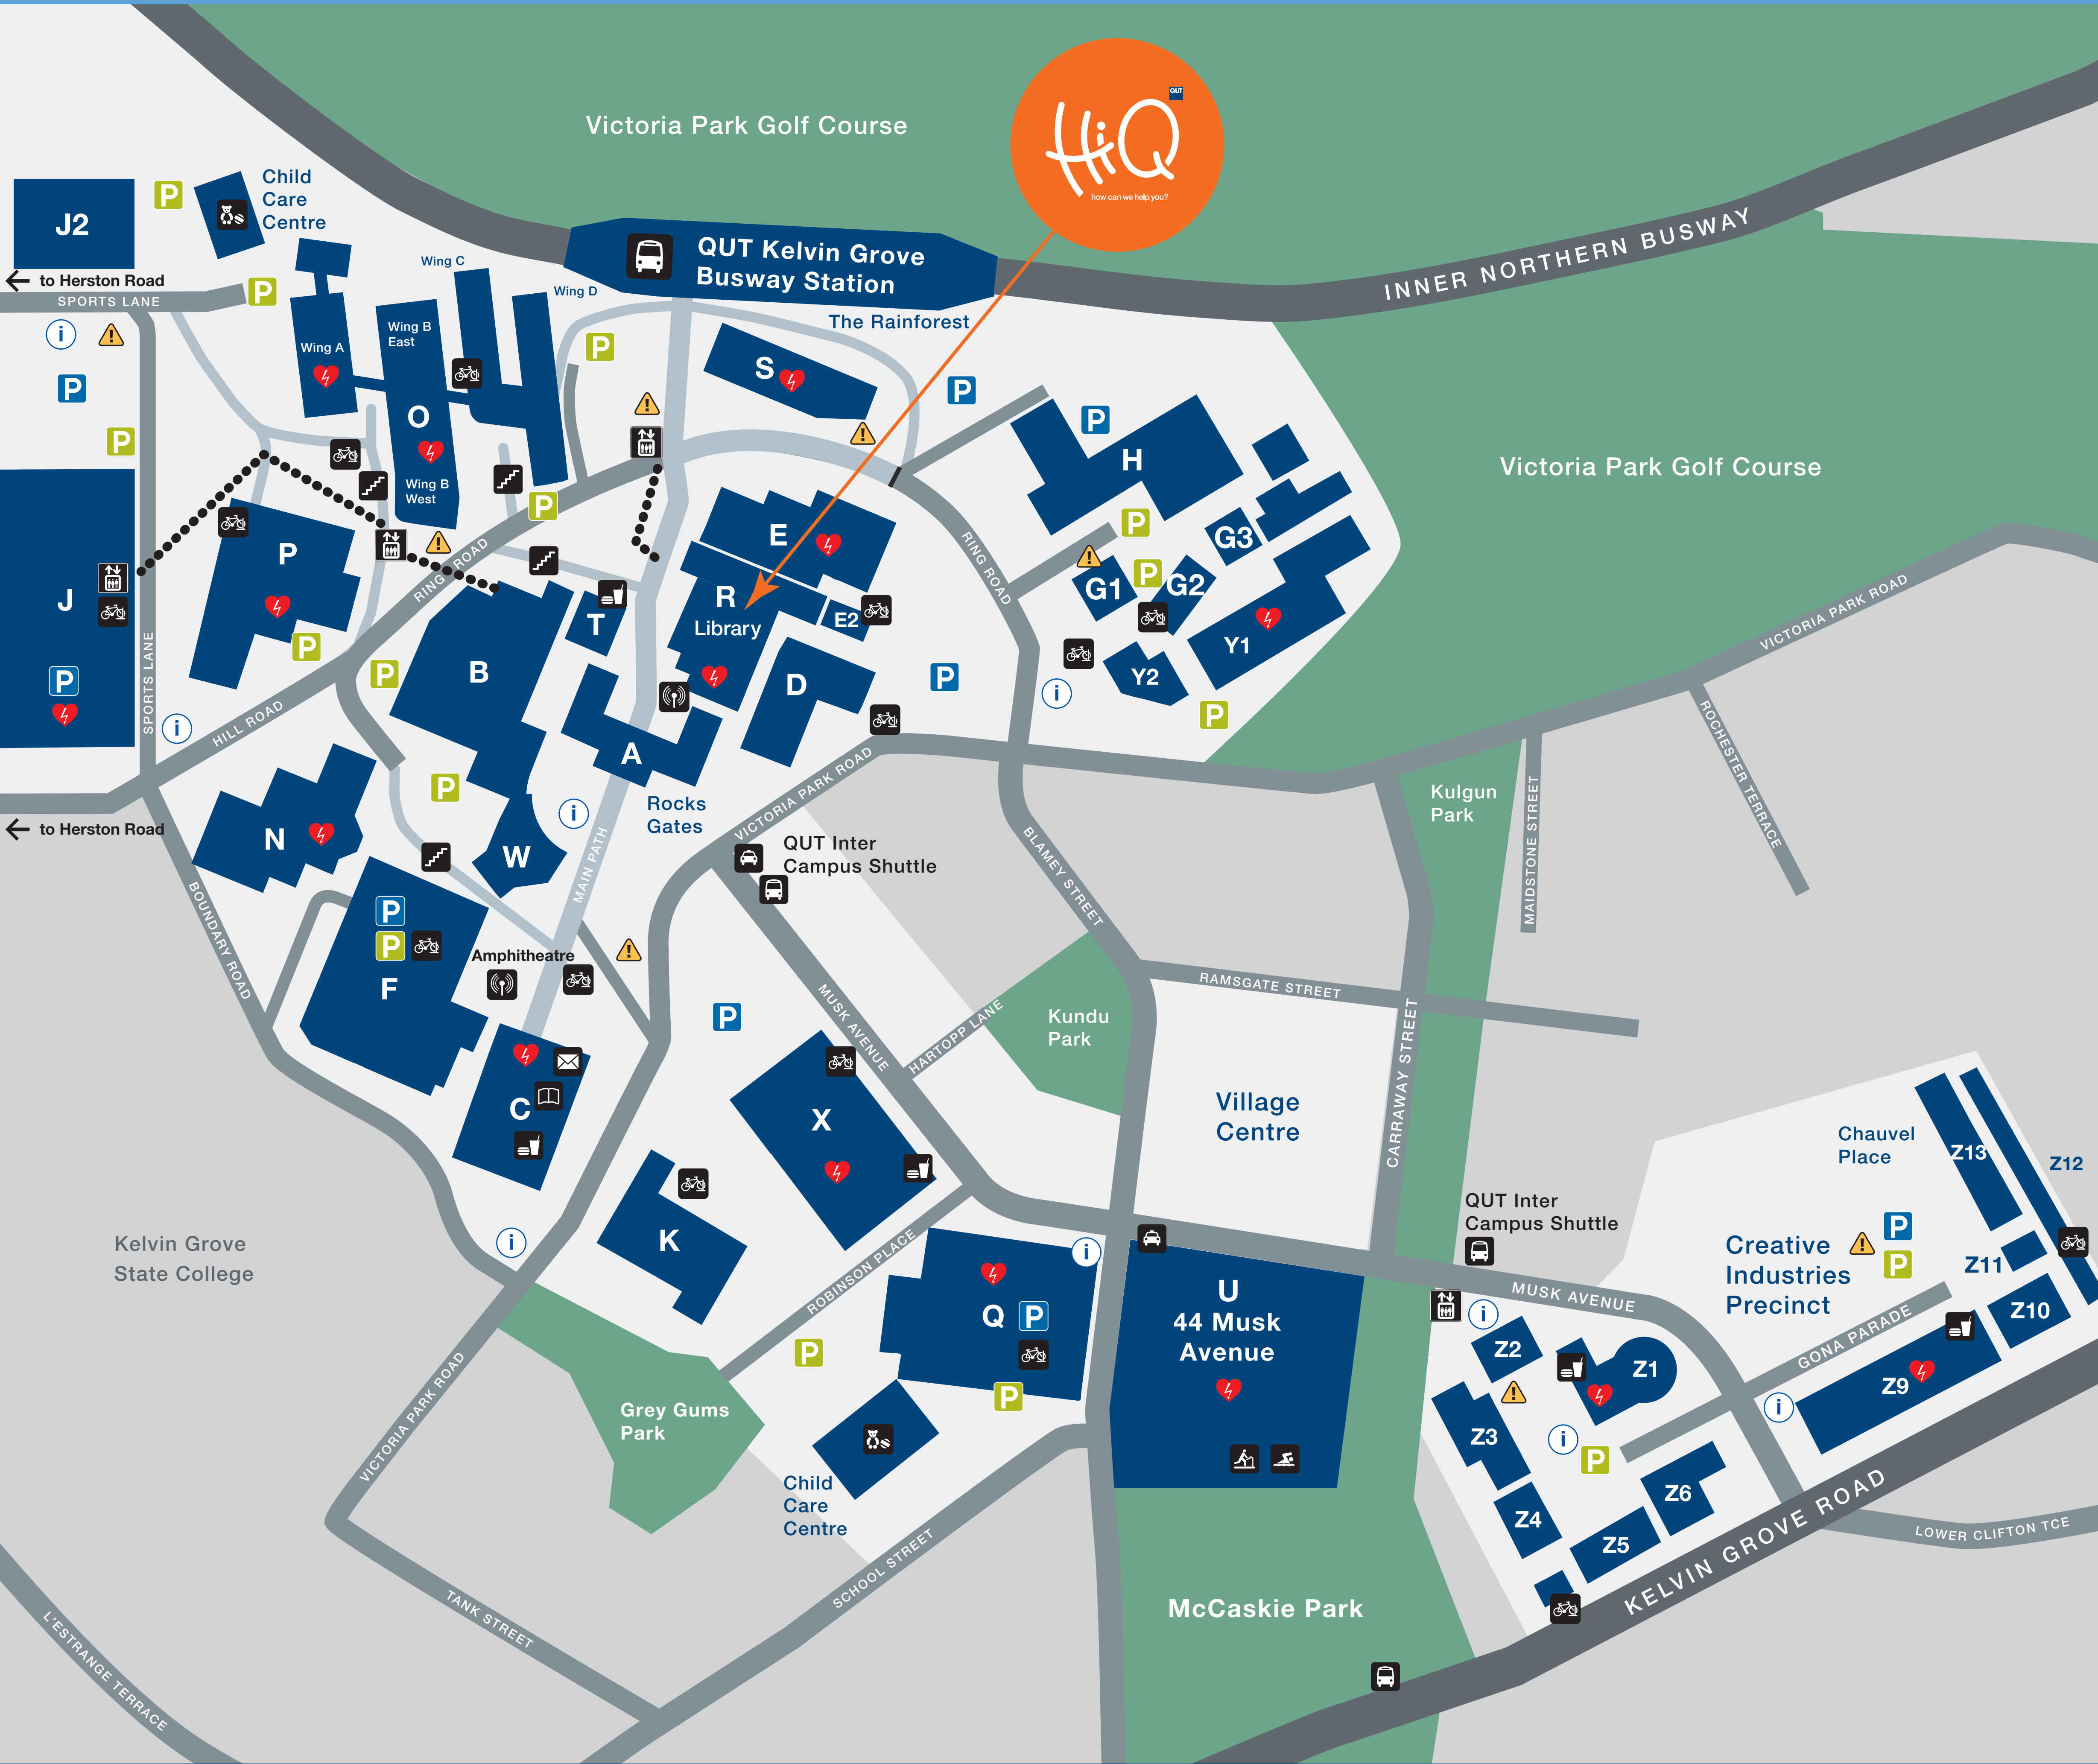 Victoria Park Golf Course
HiQ
QUT
how can we help you?
INNER NORTHERN BUSWAY
Child
Care
Centre
J2
to Herston Road
SPORTS LANE
P
P
Wing C
Wing D
QUT Kelvin Grove
Busway Station
The Rainforest
Wing A
Wing B
East
O
Wing B
West
P
S
P
P
H
Victoria Park Golf Course
i
P
P
J
P
SPORTS LANE
i
P
P
RING ROAD
P
E
R
Library
E2
T
B
P
D
A
P
RING ROAD
P
G1
P
G2
G3
Y1
Y2
i
P
VICTORIA PARK ROAD
ROCHESTER TERRACE
HILL ROAD
to Herston Road
N
P
W
i
MAIN PATH
Rocks
Gates
VICTORIA PARK ROAD
QUT Inter
Campus Shuttle
BLAMEY STREET
Kulgun
Park
MAIDSTONE STREET
BOUNDARY ROAD
P
P
F
Amphitheatre
C
P
MUSK AVENUE
HARTOPP LANE
Kundu
Park
RAMSGATE STREET
CARRAWAY STREET
Village
Centre
X
K
i
Kelvin Grove
State College
ROBINSON PLACE
Q
P
i
P
P
U
44 Musk
Avenue
QUT Inter
Campus Shuttle
MUSK AVENUE
i
Chauvel
Place
Z13
Z12
Creative
Industries
Precinct
P
P
Z11
Z10
GONA PARADE
Z9
i
Z2
Z1
Z3
i
P
Z4
Z6
Z5
KELVIN GROVE ROAD
LOWER CLIFTON TCE
VICTORIA PARK ROAD
Grey Gums
Park
Child
Care
Centre
SCHOOL STREET
TANK STREET
L'ESTRANGE TERRACE
McCaskie Park